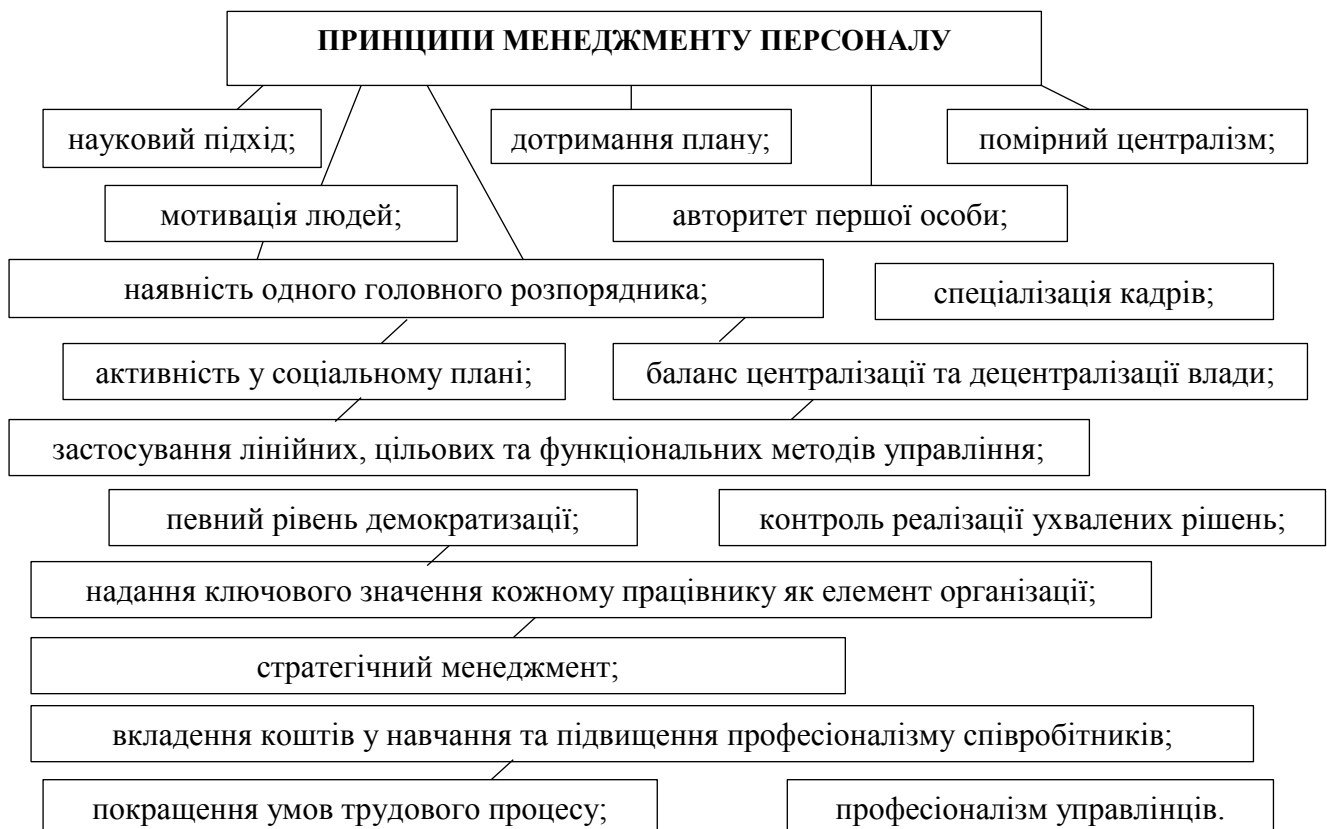 ПРИНЦИПИ МЕНЕДЖМЕНТУ ПЕРСОНАЛУ
науковий підхід;
дотримання плану;
помірний централізм;
мотивація людей;
авторитет першої особи;
наявність одного головного розпорядника;
спеціалізація кадрів;
активність у соціальному плані;
баланс централізації та децентралізації влади;
застосування лінійних, цільових та функціональних методів управління;
певний рівень демократизації;
контроль реалізації ухвалених рішень;
надання ключового значення кожному працівнику як елемент організації;
стратегічний менеджмент;
вкладення коштів у навчання та підвищення професіоналізму співробітників;
покращення умов трудового процесу;
професіоналізм управлінців.